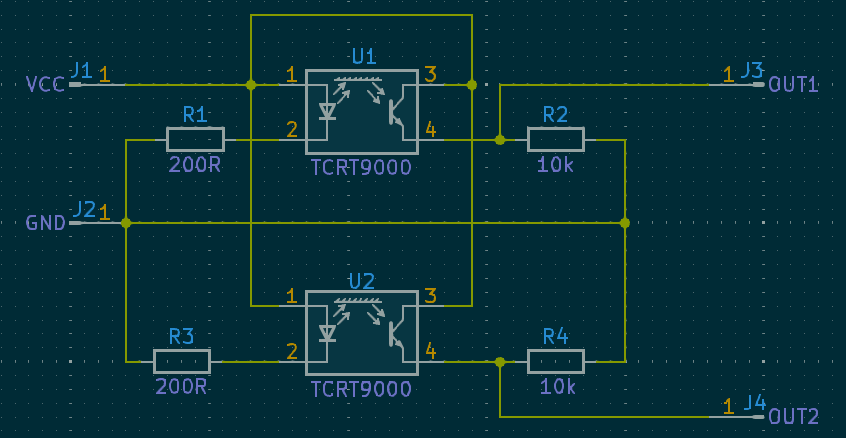 U1
VCC J1 1
1 3
1 J3 OUT1
R1
2 4
R2
200R
TCRT9000
10k
GND J2 1
U2
1 3
R3
2 4
R4
200R
TCRT9000
10k
1 J4 OUT2